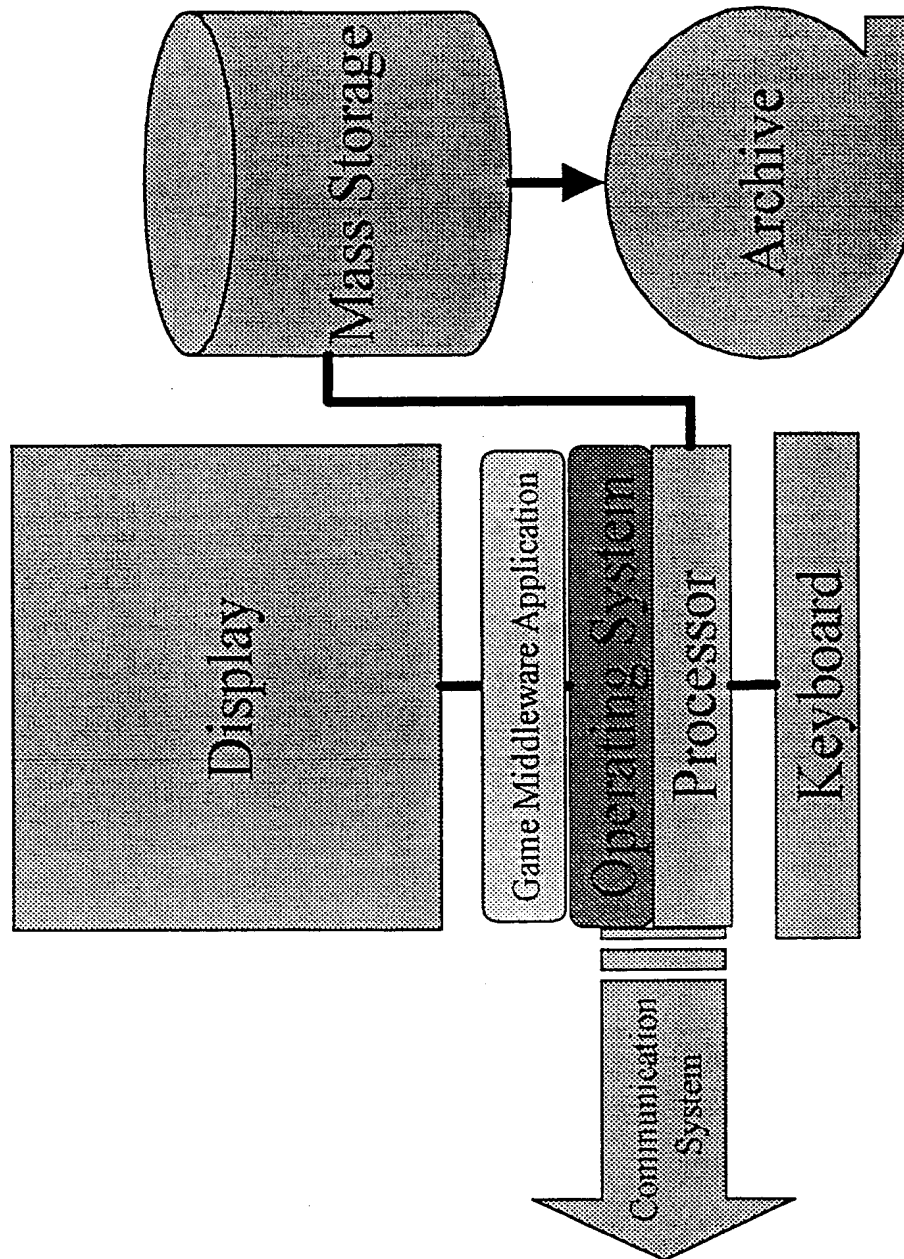 Display
Game Middleware Application
Operating System
Processor
Keyboard
Communication
System
Mass Storage
Archive